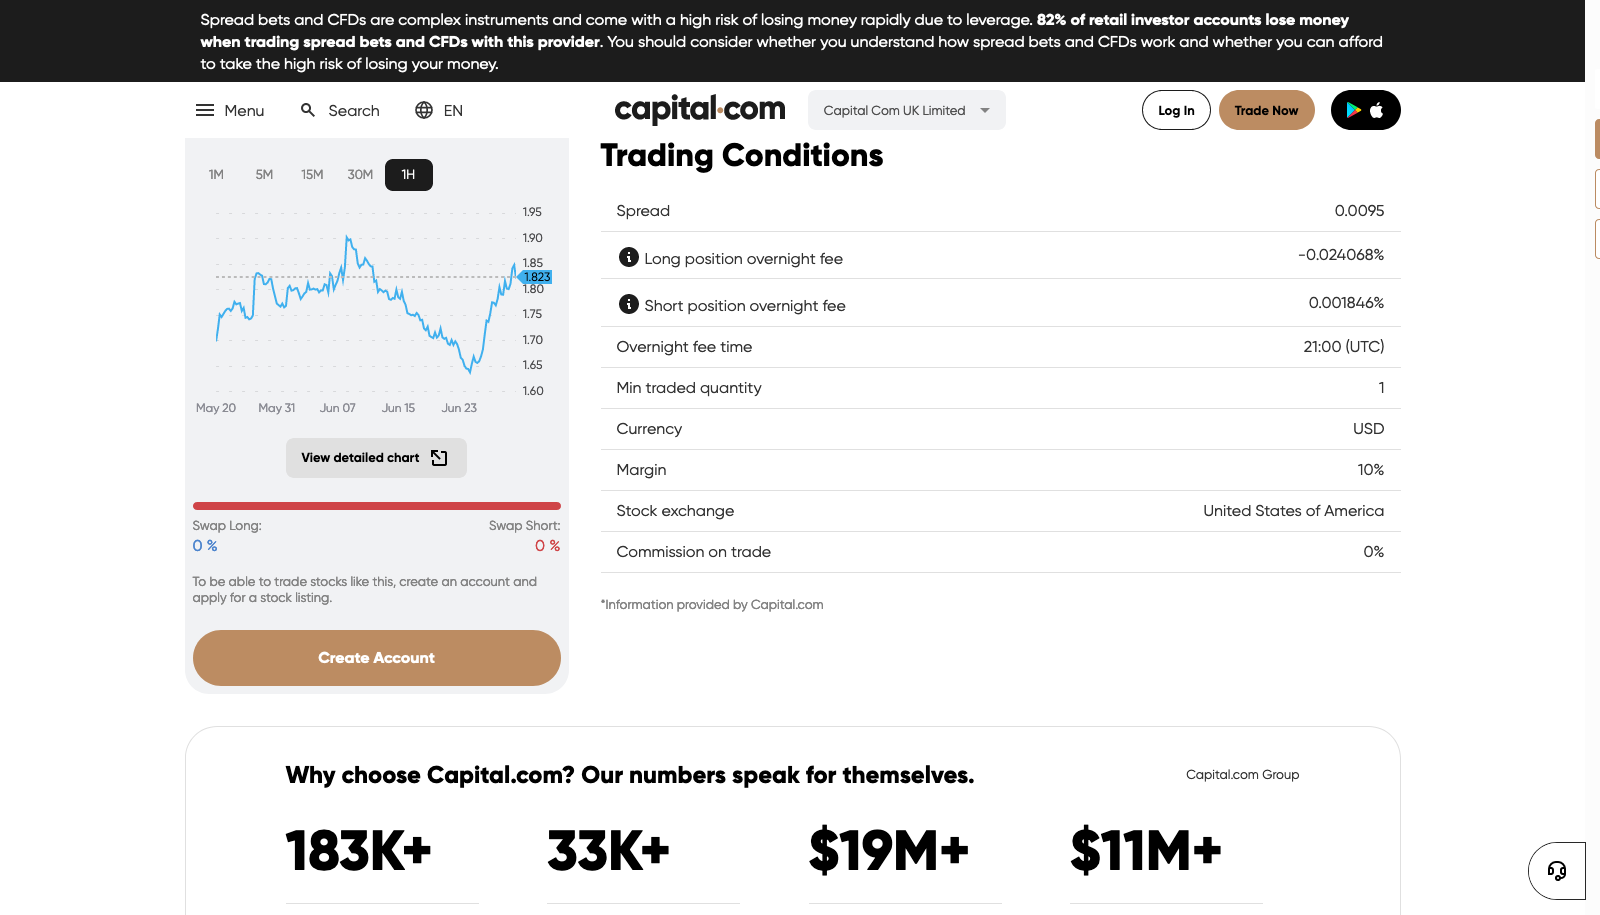 Spread bets and CFDs are complex instruments and come with a high risk of losing money rapidly due to leverage. 82% of retail investor accounts lose money
when trading spread bets and CFDs with this provider. You should consider whether you understand how spread bets and CFDs work and whether you can afford
to take the high risk of losing your money.
Menu Search EN capital.com Capital Com UK Limited Log In Trade Now
1M 5M 15M 30M 1H
1.95
1.90
1.85
1.823
1.80
1.75
1.70
1.65
1.60
May 20 May 31 Jun 07 Jun 15 Jun 23
View detailed chart
Swap Long: Swap Short:
0 % 0 %
To be able to trade stocks like this, create an account and
apply for a stock listing.
Create Account
Trading Conditions
Spread 0.0095
Long position overnight fee -0.024068%
Short position overnight fee 0.001846%
Overnight fee time 21:00 (UTC)
Min traded quantity 1
Currency USD
Margin 10%
Stock exchange United States of America
Commission on trade 0%
*Information provided by Capital.com
Why choose Capital.com? Our numbers speak for themselves. Capital.com Group
183K+ 33K+ $19M+ $11M+